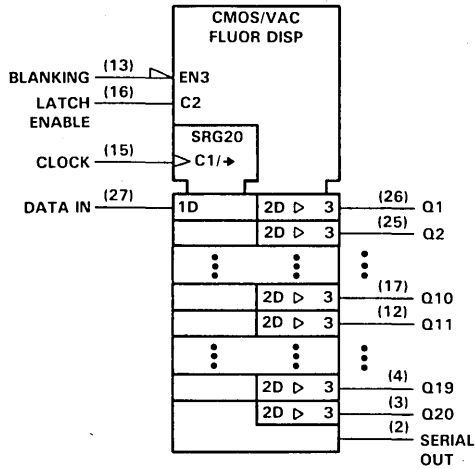 CMOS/VAC
FLUOR DISP
BLANKING (13) EN3
LATCH ENABLE (16) C2
SRG20
CLOCK (15) C1/→
DATA IN (27) 1D 2D ▷ 3 (26) Q1
2D ▷ 3 (25) Q2
2D ▷ 3 (17) Q10
2D ▷ 3 (12) Q11
2D ▷ 3 (4) Q19
2D ▷ 3 (3) Q20
(2) SERIAL
OUT